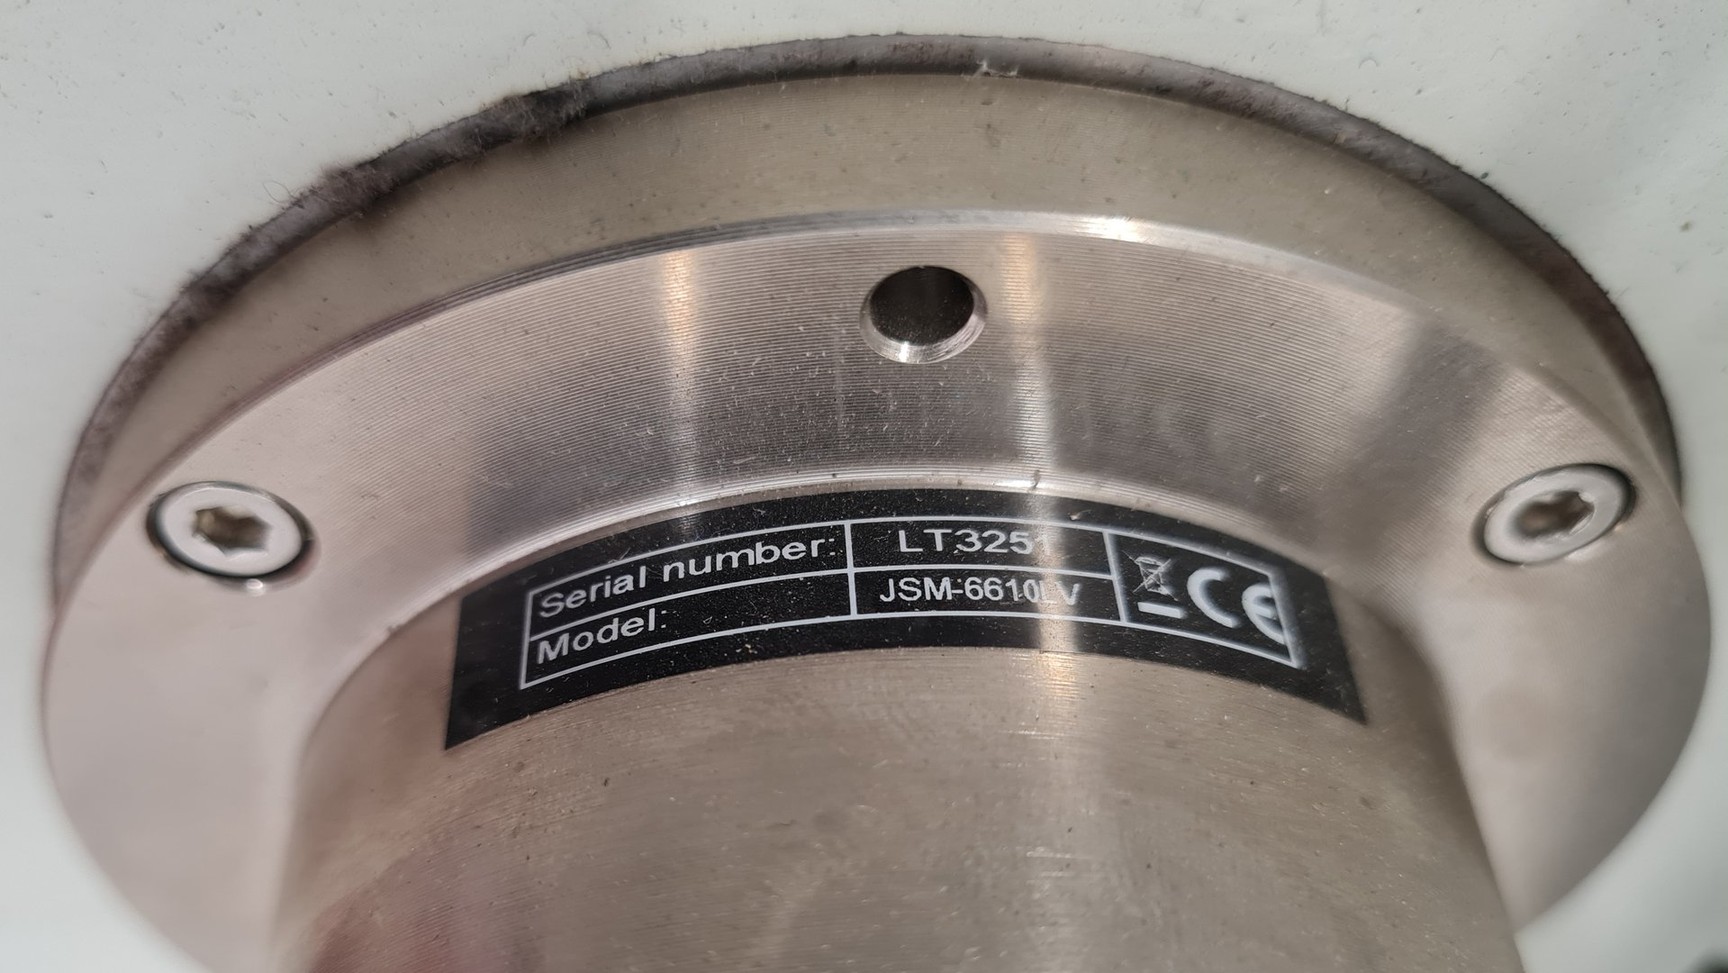 Serial number: LT3251
Model: JSM-6610LV
CE